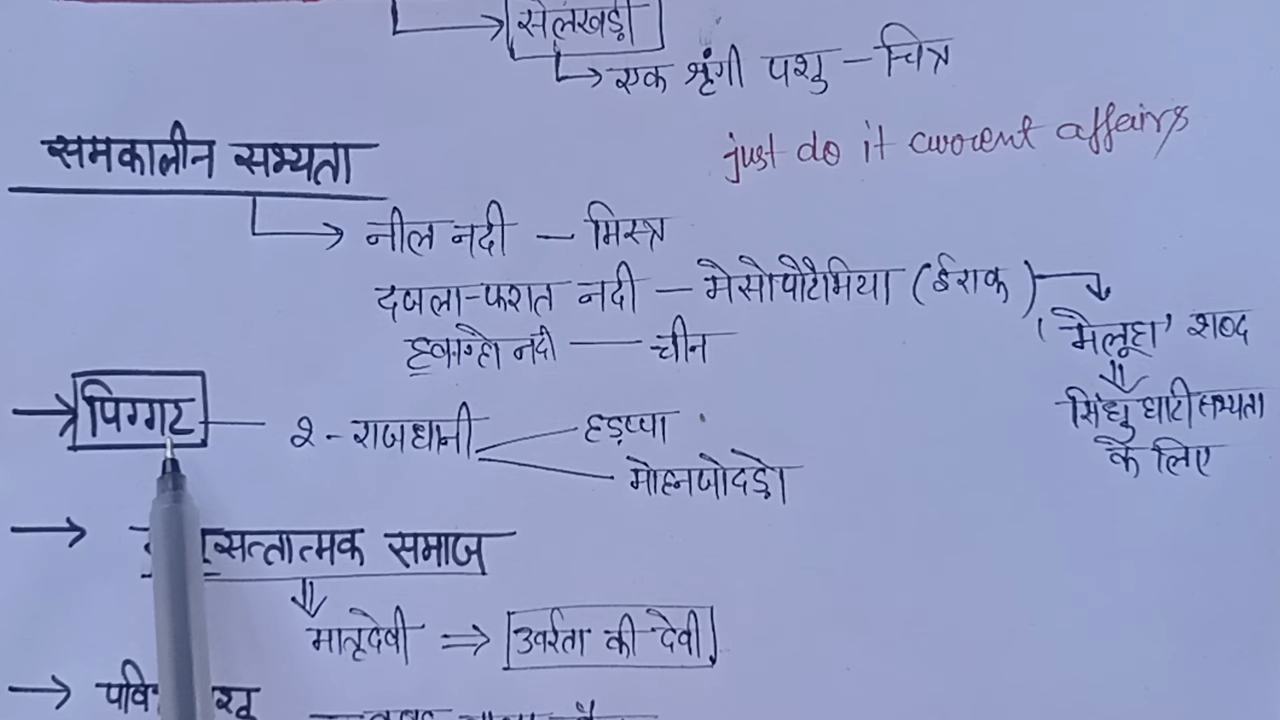 सेलखड़ी
एक श्रृंगी पशु - चित्र
just do it current affairs
समकालीन सभ्यता
नील नदी - मिस्त्र
दजला-फरात नदी - मेसोपोटैमिया (ईराक)
'मेलूहा' शब्द
ह्वांग्हो नदी - चीन
सिंधु घाटी सभ्यता
के लिए
पिग्गट - 2 - राजधानी
हड़प्पा
मोहनजोदड़ो
सत्तात्मक समाज
मातृदेवी ⇒ उर्वरता की देवी